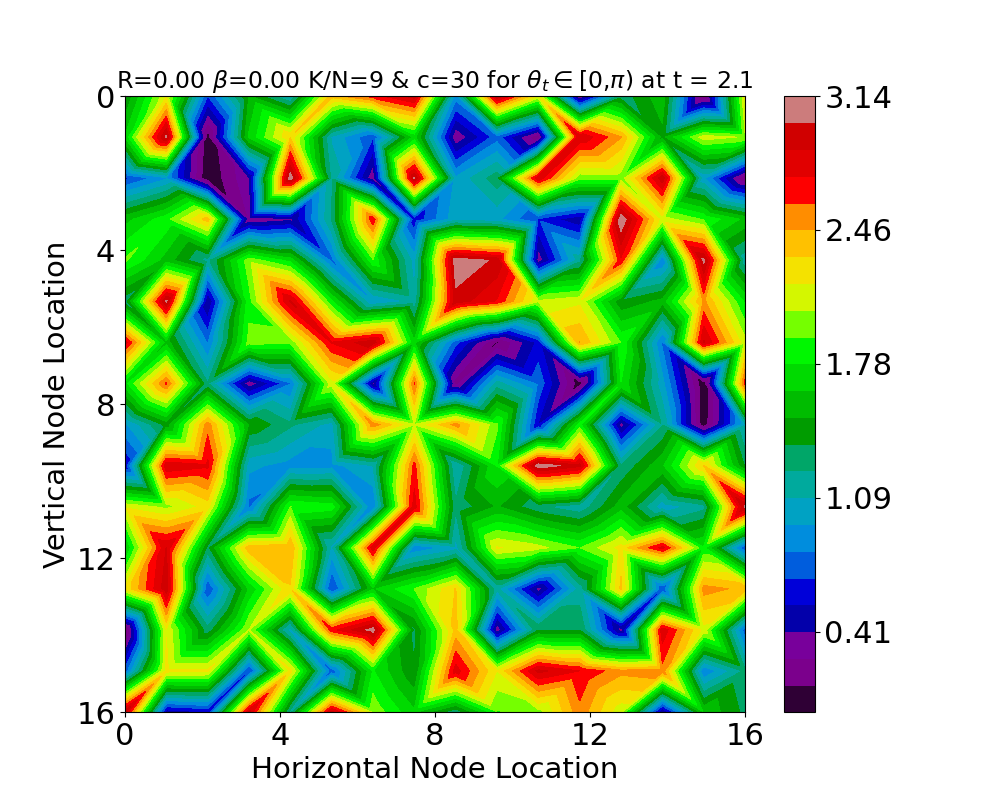 R=0.00 β=0.00 K/N=9 & c=30 for θₜ ∈ [0,π) at t = 2.1
0
4
8
12
16
0 4 8 12 16
Vertical Node Location
Horizontal Node Location
3.14
2.46
1.78
1.09
0.41